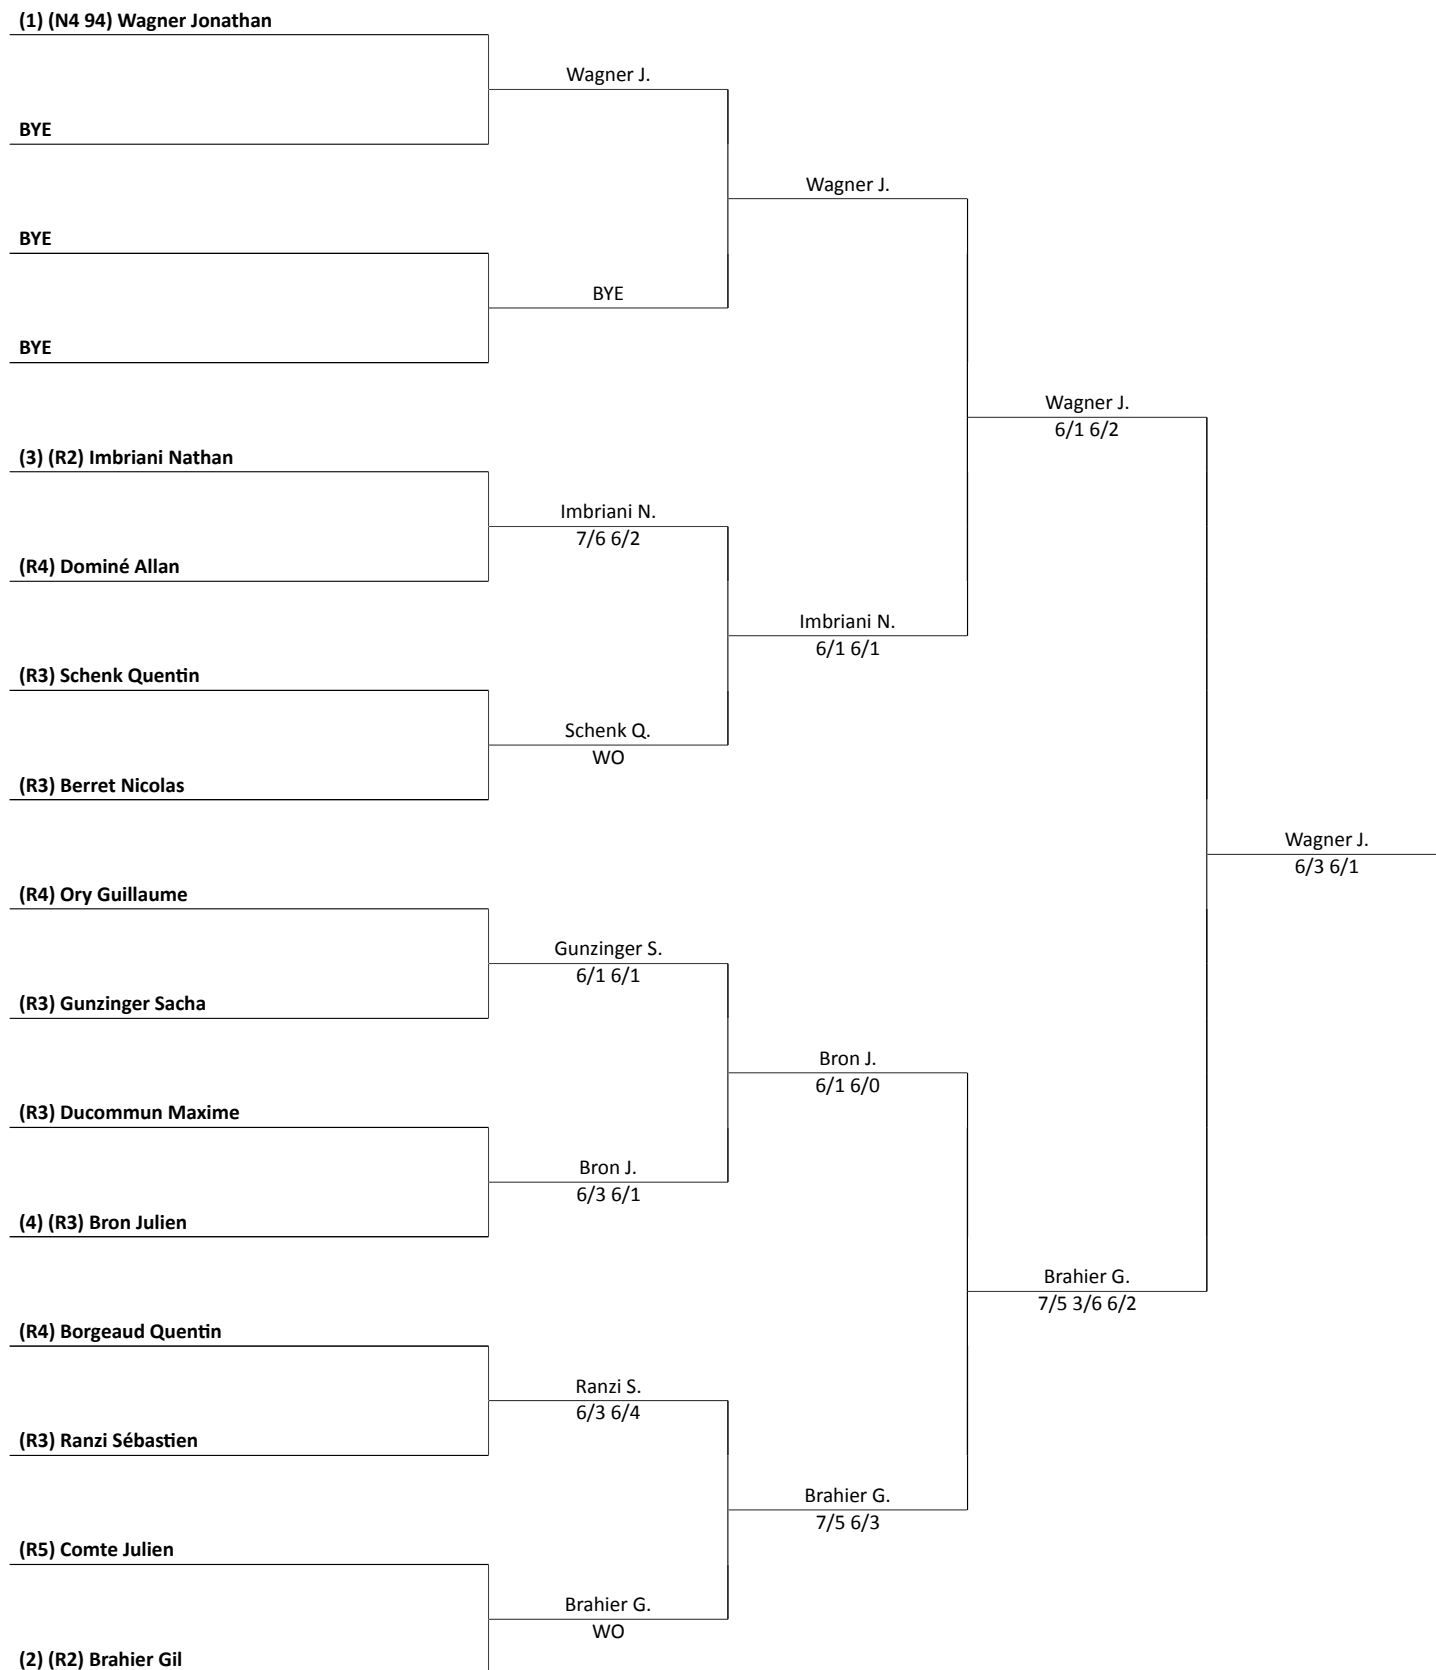 (1) (N4 94) Wagner Jonathan
Wagner J.
BYE
Wagner J.
BYE
BYE
BYE
Wagner J.
6/1 6/2
(3) (R2) Imbriani Nathan
Imbriani N.
7/6 6/2
(R4) Dominé Allan
Imbriani N.
6/1 6/1
(R3) Schenk Quentin
Schenk Q.
WO
(R3) Berret Nicolas
Wagner J.
6/3 6/1
(R4) Ory Guillaume
Gunzinger S.
6/1 6/1
(R3) Gunzinger Sacha
Bron J.
6/1 6/0
(R3) Ducommun Maxime
Bron J.
6/3 6/1
(4) (R3) Bron Julien
Brahier G.
7/5 3/6 6/2
(R4) Borgeaud Quentin
Ranzi S.
6/3 6/4
(R3) Ranzi Sébastien
Brahier G.
7/5 6/3
(R5) Comte Julien
Brahier G.
WO
(2) (R2) Brahier Gil